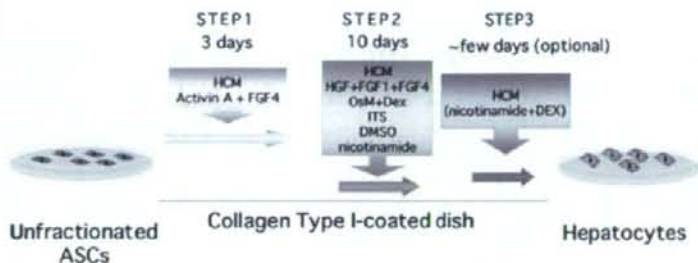 STEP1
3 days
HCM
Activin A + FGF4
STEP2
10 days
HCM
HGF+FGF1+FGF4
OsM+Dex
ITS
DMSO
nicotinamide
STEP3
~few days (optional)
HCM
(nicotinamide+DEX)
Unfractionated
ASCs
Collagen Type I-coated dish
Hepatocytes